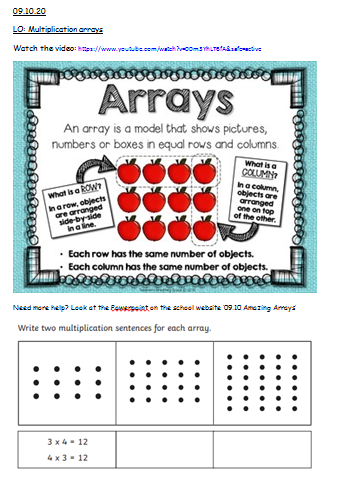 09.10.20
LO: Multiplication arrays
Watch the video:
Arrays
An array is a model that shows pictures,
numbers or boxes in equal rows and columns.
What is a ROW?
In a row, objects
are arranged
side-by-side
in a line.
What is a
COLUMN?
In a column,
objects are
arranged
one on top
of the other.
• Each row has the same number of objects.
• Each column has the same number of objects.
Need more help? Look at the Powerpoint on the school website '09.10 Amazing Arrays'
Write two multiplication sentences for each array.
3 x 4 = 12
4 x 3 = 12